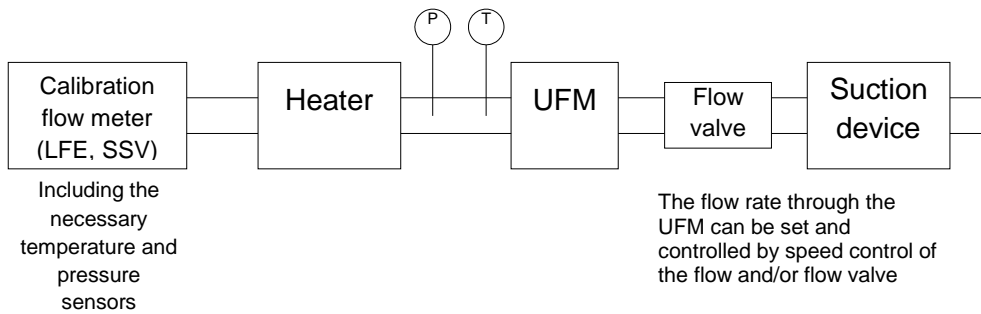 P
T
Calibration
flow meter
(LFE, SSV)
Heater
UFM
Flow
valve
Suction
device
Including the
necessary
temperature and
pressure
sensors
The flow rate through the
UFM can be set and
controlled by speed control of
the flow and/or flow valve